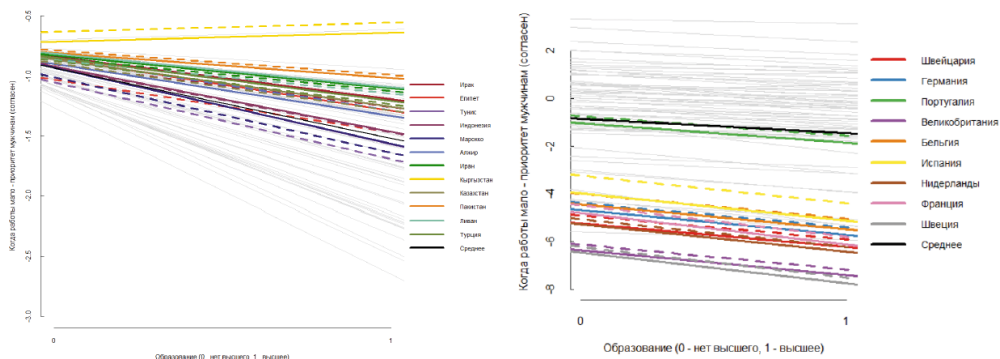 Когда работы мало - приоритет мужчинам (согласен)
-0.5
-1.0
-1.5
-2.0
-2.5
-3.0
0
1
Образование (0 - нет высшего, 1 - высшее)
Ирак
Египет
Тунис
Индонезия
Марокко
Алжир
Иран
Кыргызстан
Казахстан
Пакистан
Ливан
Турция
Среднее
Когда работы мало - приоритет мужчинам (согласен)
2
0
-2
-4
-6
-8
0
1
Образование (0 - нет высшего, 1 - высшее)
Швейцария
Германия
Португалия
Великобритания
Бельгия
Испания
Нидерланды
Франция
Швеция
Среднее